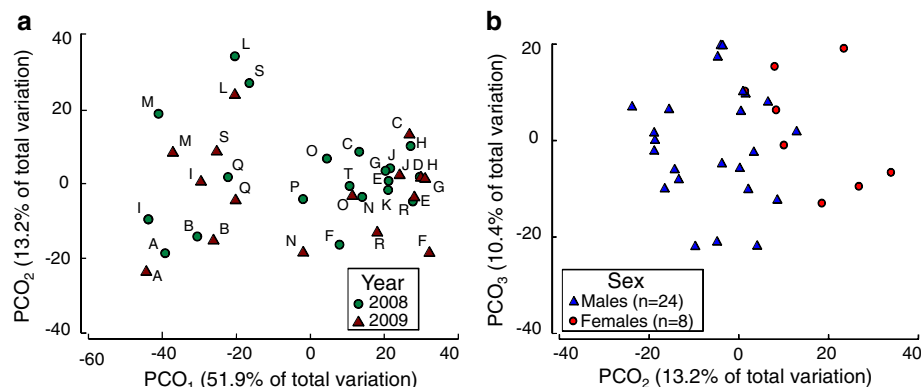 a
b
PCO2 (13.2% of total variation)
40
20
0
-20
-40
-60
-40
-20
0
20
40
PCO1 (51.9% of total variation)
L
S
L
M
M
S
I
Q
Q
I
B
B
A
A
O
C
C
H
G
J
J
D
H
T
E
G
P
O
N
K
R
E
N
F
R
F
Year
2008
2009
PCO3 (10.4% of total variation)
20
0
-20
-40
-40
-20
0
20
40
PCO2 (13.2% of total variation)
Sex
Males (n=24)
Females (n=8)